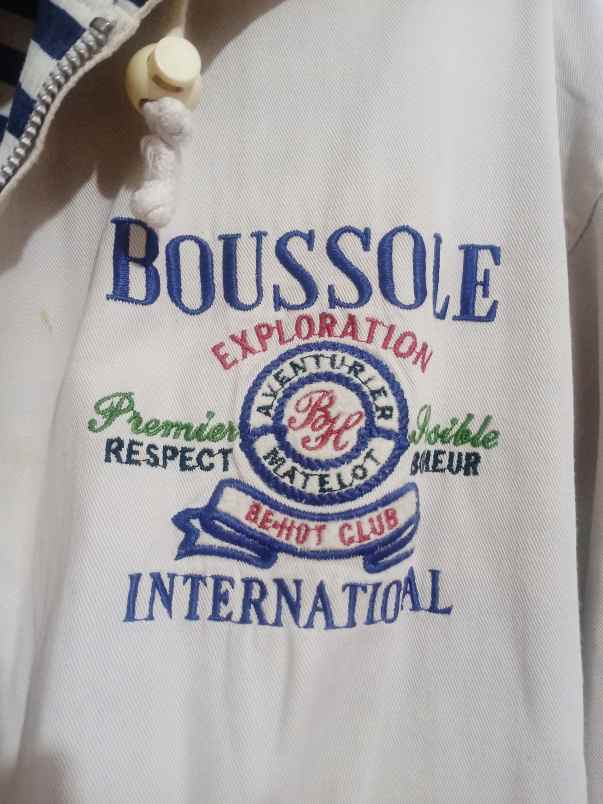 BOUSSOLE
EXPLORATION
AVENTURIER
Premier
RESPECT
BH
MATELOT
BE-HOT CLUB
INTERNATIONAL